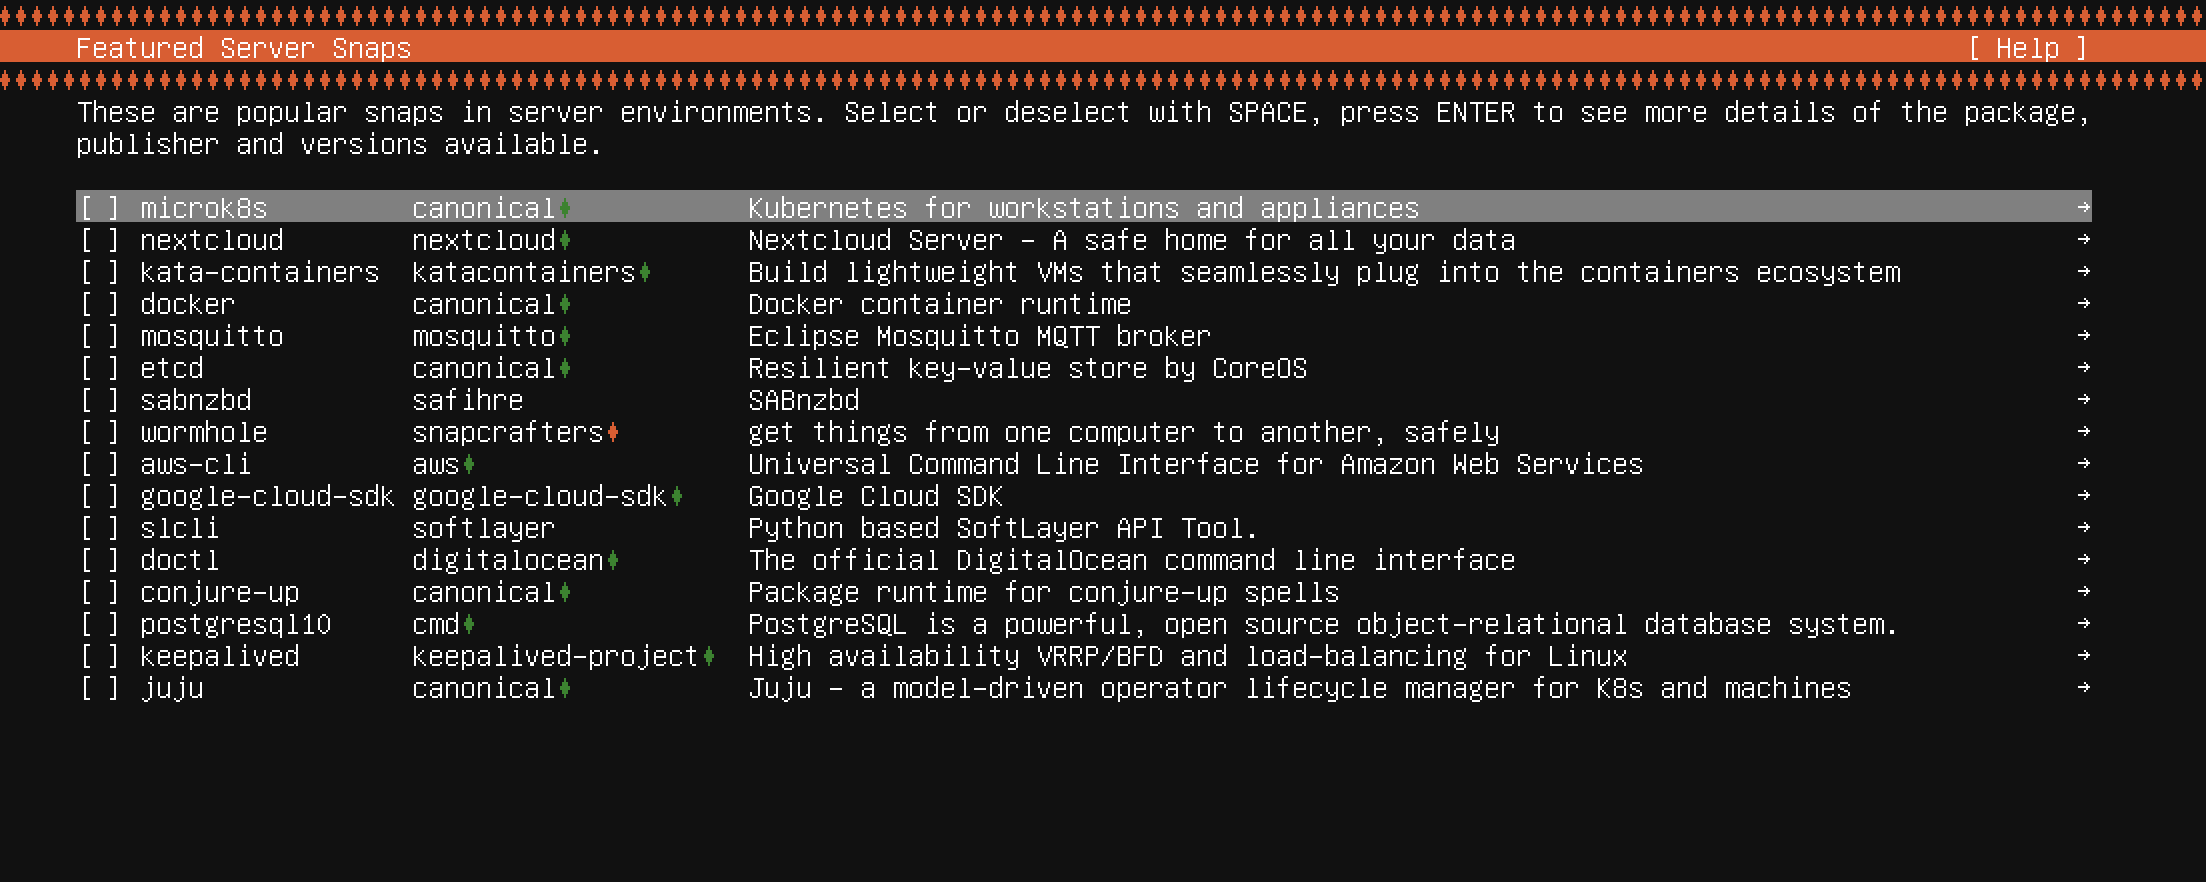 Featured Server Snaps [ Help ]
These are popular snaps in server environments. Select or deselect with SPACE, press ENTER to see more details of the package,
publisher and versions available.
[ ] microk8s canonical♦ Kubernetes for workstations and appliances →
[ ] nextcloud nextcloud♦ Nextcloud Server - A safe home for all your data →
[ ] kata-containers katacontainers♦ Build lightweight VMs that seamlessly plug into the containers ecosystem →
[ ] docker canonical♦ Docker container runtime →
[ ] mosquitto mosquitto♦ Eclipse Mosquitto MQTT broker →
[ ] etcd canonical♦ Resilient key-value store by CoreOS →
[ ] sabnzbd safihre SABnzbd →
[ ] wormhole snapcrafters♦ get things from one computer to another, safely →
[ ] aws-cli aws♦ Universal Command Line Interface for Amazon Web Services →
[ ] google-cloud-sdk google-cloud-sdk♦ Google Cloud SDK →
[ ] slcli softlayer Python based SoftLayer API Tool. →
[ ] doctl digitalocean♦ The official DigitalOcean command line interface →
[ ] conjure-up canonical♦ Package runtime for conjure-up spells →
[ ] postgresql10 cmd♦ PostgreSQL is a powerful, open source object-relational database system. →
[ ] keepalived keepalived-project♦ High availability VRRP/BFD and load-balancing for Linux →
[ ] juju canonical♦ Juju - a model-driven operator lifecycle manager for K8s and machines →